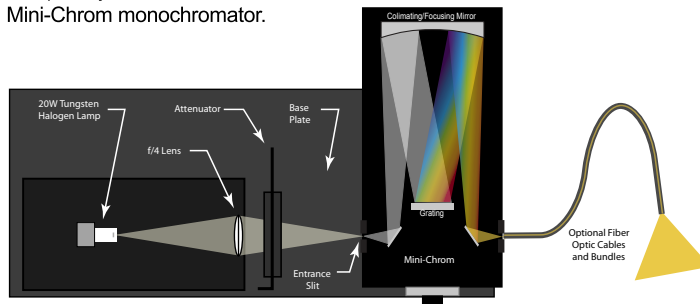 Mini-Chrom monochromator.
Colimating/Focusing Mirror
20W Tungsten
Halogen Lamp
Attenuator
Base
Plate
f/4 Lens
Grating
Entrance
Slit
Mini-Chrom
Optional Fiber
Optic Cables
and Bundles